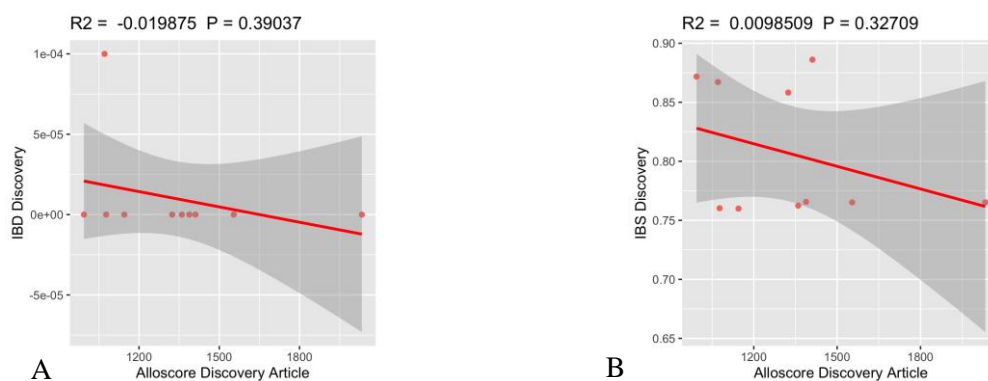 R2 = -0.019875 P = 0.39037
1e-04
5e-05
0e+00
-5e-05
IBD Discovery
1200 1500 1800
Alloscore Discovery Article
A
R2 = 0.0098509 P = 0.32709
0.90
0.85
0.80
0.75
0.70
0.65
IBS Discovery
1200 1500 1800
Alloscore Discovery Article
B